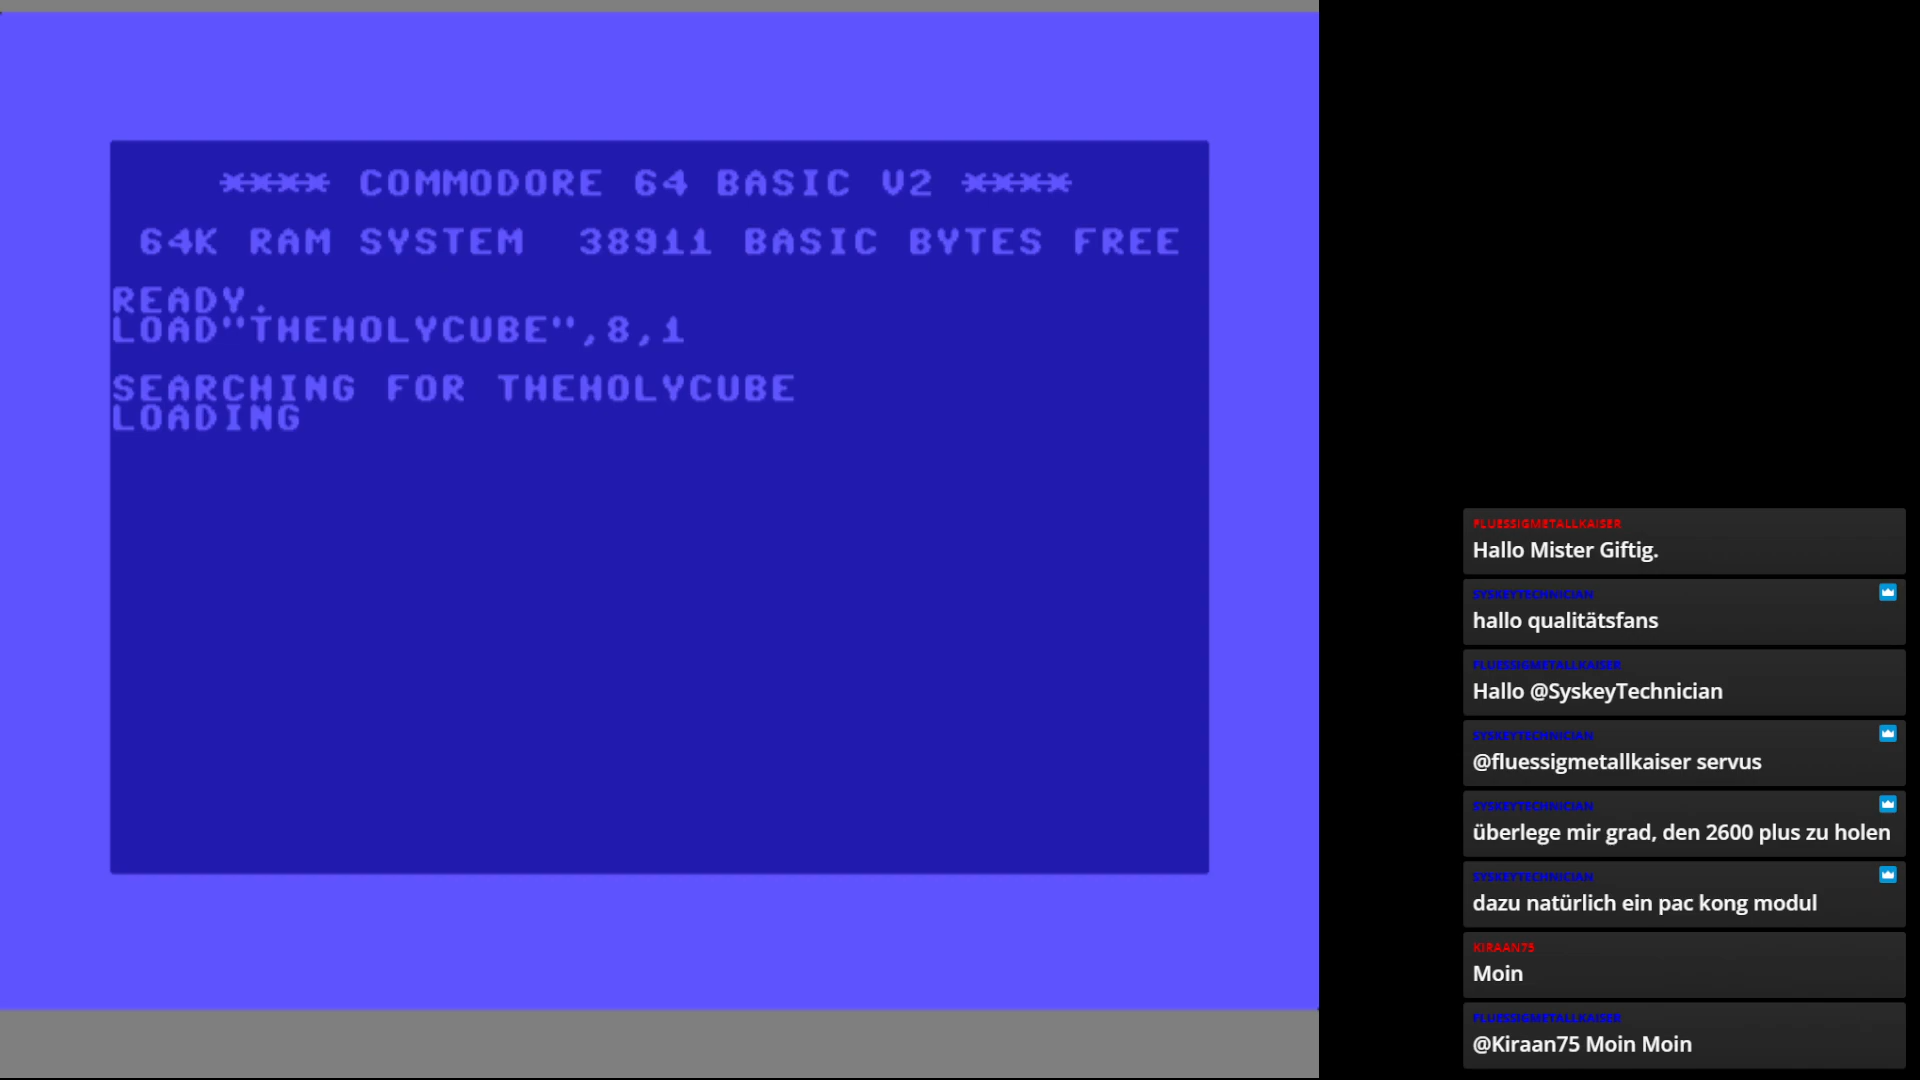 **** COMMODORE 64 BASIC V2 ****
64K RAM SYSTEM  38911 BASIC BYTES FREE
READY.
LOAD"THEHOLYCUBE",8,1
SEARCHING FOR THEHOLYCUBE
LOADING
FLUESSIGMETALLKAISER
Hallo Mister Giftig.
SYSKEYTECHNICIAN
hallo qualitätsfans
FLUESSIGMETALLKAISER
Hallo @SyskeyTechnician
SYSKEYTECHNICIAN
@fluessigmetallkaiser servus
SYSKEYTECHNICIAN
überlege mir grad, den 2600 plus zu holen
SYSKEYTECHNICIAN
dazu natürlich ein pac kong modul
KIRAAN75
Moin
FLUESSIGMETALLKAISER
@Kiraan75 Moin Moin